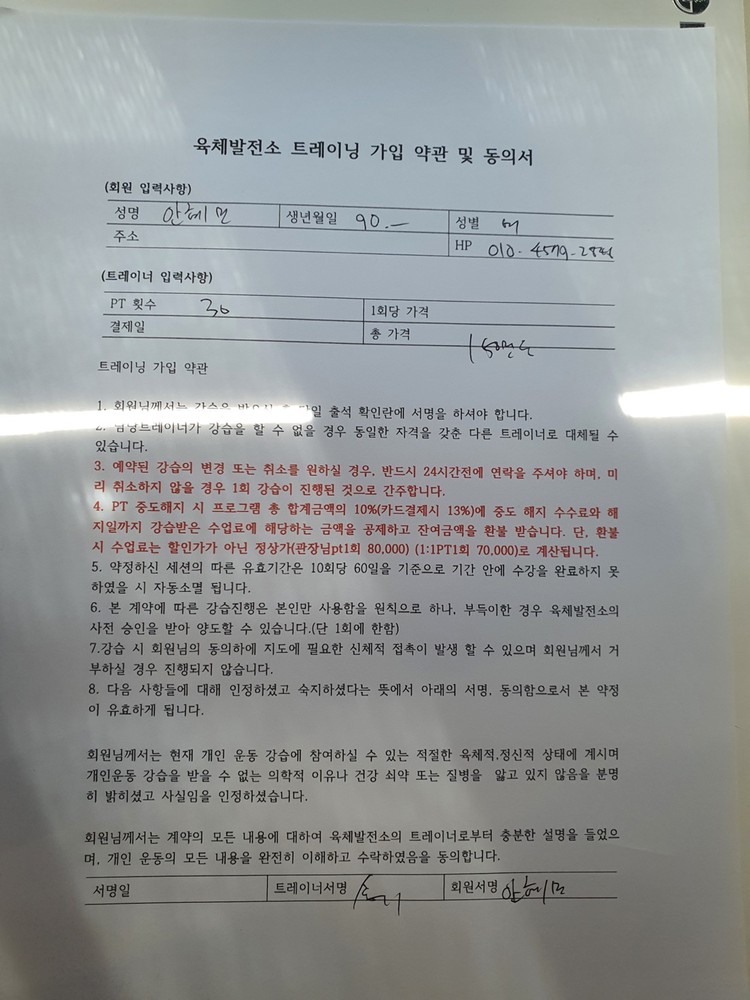 육체발전소 트레이닝 가입 약관 및 동의서
(회원 입력사항)
성명 안혜민 생년월일 90.— 성별 여
주소 HP 010-4579-
(트레이너 입력사항)
PT 횟수 30 1회당 가격
결제일 총 가격
트레이닝 가입 약관
1. 회원님께서는 강습을 받으신 후 당일 출석 확인란에 서명을 하셔야 합니다.
2. 담당트레이너가 강습을 할 수 없을 경우 동일한 자격을 갖춘 다른 트레이너로 대체될 수
있습니다.
3. 예약된 강습의 변경 또는 취소를 원하실 경우, 반드시 24시간전에 연락을 주셔야 하며, 미
리 취소하지 않을 경우 1회 강습이 진행된 것으로 간주합니다.
4. PT 중도해지 시 프로그램 총 합계금액의 10%(카드결제시 13%)에 중도 해지 수수료와 해
지일까지 강습받은 수업료에 해당하는 금액을 공제하고 잔여금액을 환불 받습니다. 단, 환불
시 수업료는 할인가가 아닌 정상가(관장님pt1회 80,000) (1:1PT1회 70,000)로 계산됩니다.
5. 약정하신 세션의 따른 유효기간은 10회당 60일을 기준으로 기간 안에 수강을 완료하지 못
하였을 시 자동소멸 됩니다.
6. 본 계약에 따른 강습진행은 본인만 사용함을 원칙으로 하나, 부득이한 경우 육체발전소의
사전 승인을 받아 양도할 수 있습니다.(단 1회에 한함)
7.강습 시 회원님의 동의하에 지도에 필요한 신체적 접촉이 발생 할 수 있으며 회원님께서 거
부하실 경우 진행되지 않습니다.
8. 다음 사항들에 대해 인정하셨고 숙지하셨다는 뜻에서 아래의 서명, 동의함으로서 본 약정
이 유효하게 됩니다.
회원님께서는 현재 개인 운동 강습에 참여하실 수 있는 적절한 육체적,정신적 상태에 계시며
개인운동 강습을 받을 수 없는 의학적 이유나 건강 쇠약 또는 질병을 앓고 있지 않음을 분명
히 밝히셨고 사실임을 인정하셨습니다.
회원님께서는 계약의 모든 내용에 대하여 육체발전소의 트레이너로부터 충분한 설명을 들었으
며, 개인 운동의 모든 내용을 완전히 이해하고 수락하였음을 동의합니다.
서명일 트레이너서명 회원서명 안혜민